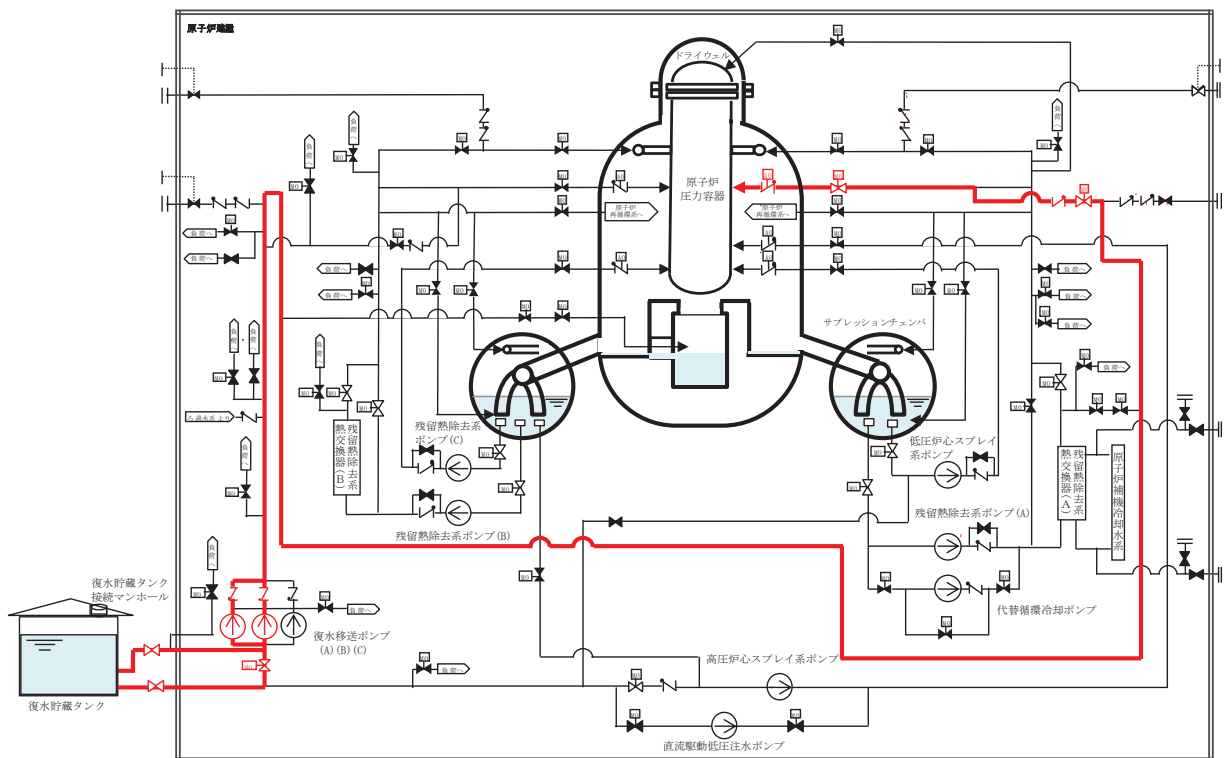 原子炉建屋
ドライウェル
原子炉
圧力容器
原子炉
再循環系へ
原子炉
再循環系へ
サプレッションチェンバ
負荷へ
負荷へ
負荷へ
負荷へ
負荷へ
負荷へ
負荷へ
負荷へ
負荷へ
負荷へ
負荷へ
負荷へ
負荷へ
負荷へ
ろ過水系より
負荷へ
負荷へ
残留熱除去系
ポンプ(C)
低圧炉心スプレイ
系ポンプ
残留熱除去系
熱交換器(B)
残留熱除去系
熱交換器(A)
原子炉補機冷却水系
残留熱除去系ポンプ(B)
残留熱除去系ポンプ(A)
負荷へ
復水貯蔵タンク
接続マンホール
負荷へ
代替循環冷却ポンプ
復水移送ポンプ
(A)(B)(C)
高圧炉心スプレイ系ポンプ
負荷へ
復水貯蔵タンク
直流駆動低圧注水ポンプ